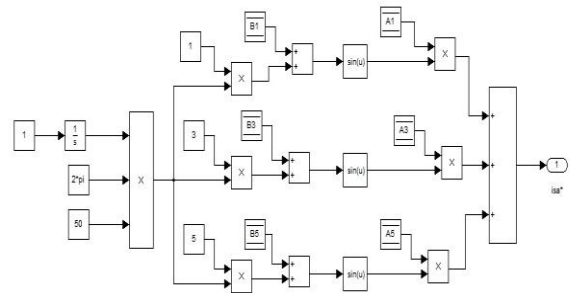 B1
A1
1
X
+
+
sin(u)
X
1
1
s
2*pi
50
X
B3
A3
3
X
+
+
sin(u)
X
+
+
+
1
isa*
B5
A5
5
X
+
+
sin(u)
X